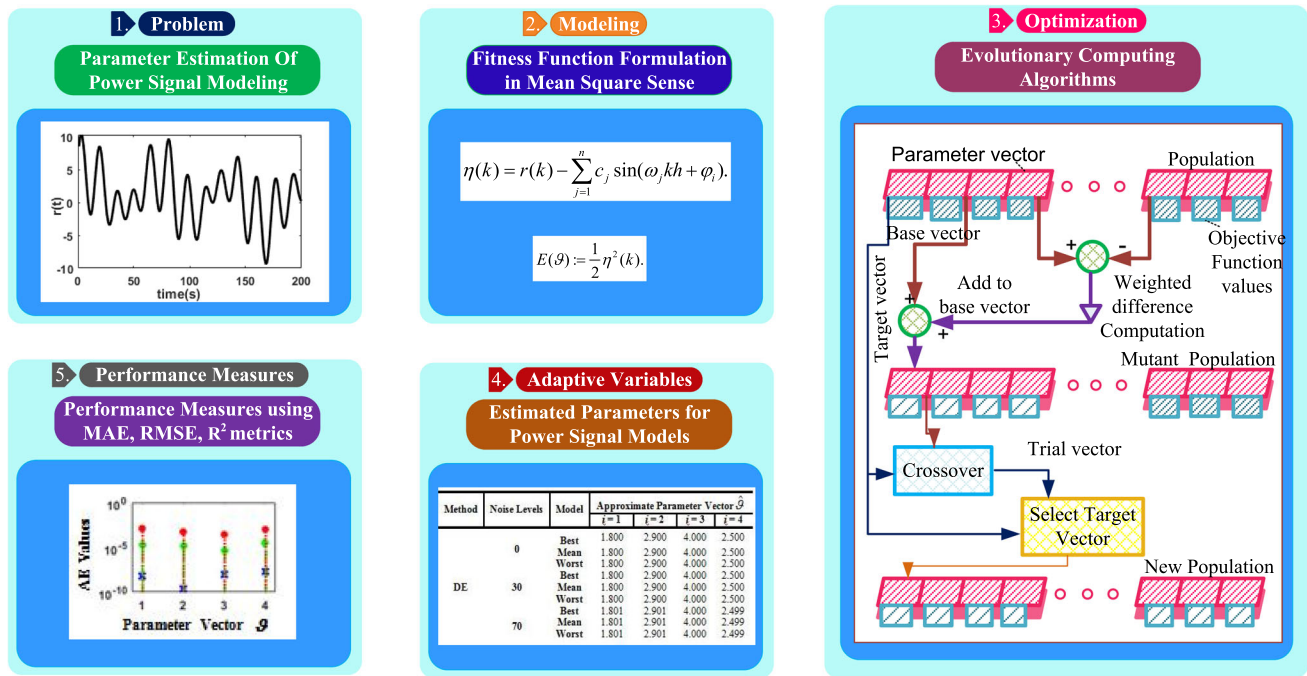 1. Problem
Parameter Estimation Of
Power Signal Modeling
10
5
0
-5
-10
r(t)
0 50 100 150 200
time(s)
2. Modeling
Fitness Function Formulation
in Mean Square Sense
η(k) = r(k) − ∑ⁿⱼ₌₁ cⱼ sin(ωⱼkh + φᵢ).
E(ϑ) := 1/2 η²(k).
3. Optimization
Evolutionary Computing
Algorithms
Parameter vector
Population
Base vector
Objective
Function
values
+
-
Target vector
Add to
base vector
Weighted
difference
Computation
+
+
Mutant Population
Crossover
Trial vector
Select Target
Vector
New Population
4. Adaptive Variables
Estimated Parameters for
Power Signal Models
Method Noise Levels Model Approximate Parameter Vector ϑ̂
i = 1 i = 2 i = 3 i = 4
0 Best 1.800 2.900 4.000 2.500
Mean 1.800 2.900 4.000 2.500
Worst 1.800 2.900 4.000 2.500
DE 30 Best 1.800 2.900 4.000 2.500
Mean 1.800 2.900 4.000 2.500
Worst 1.800 2.900 4.000 2.500
70 Best 1.801 2.901 4.000 2.499
Mean 1.801 2.901 4.000 2.499
Worst 1.801 2.901 4.000 2.499
5. Performance Measures
Performance Measures using
MAE, RMSE, R² metrics
10⁰
10⁻⁵
10⁻¹⁰
AE Values
1 2 3 4
Parameter Vector ϑ